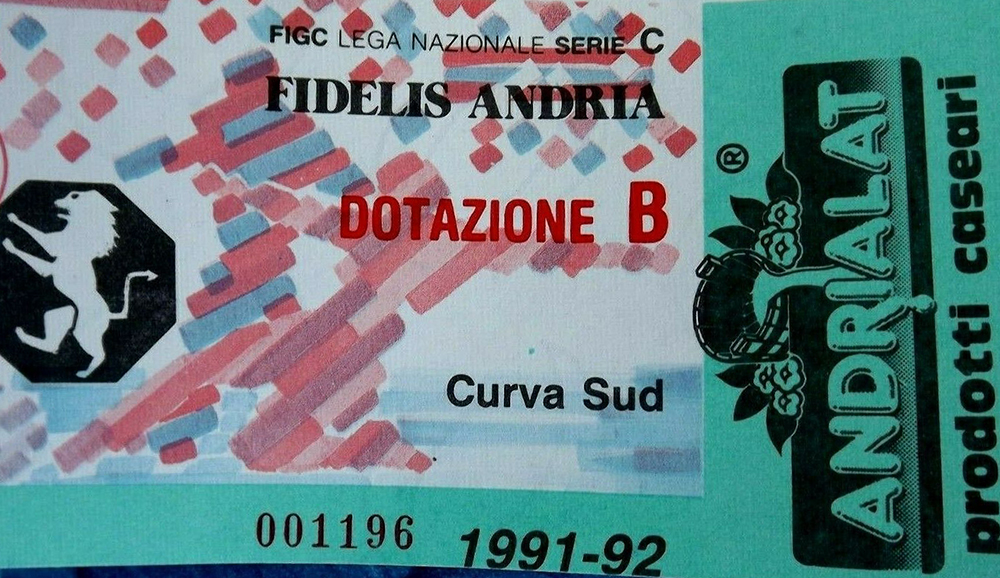 FIGC LEGA NAZIONALE SERIE C
FIDELIS ANDRIA
DOTAZIONE B
Curva Sud
001196
1991-92
®
ANDRIALAT
prodotti caseari